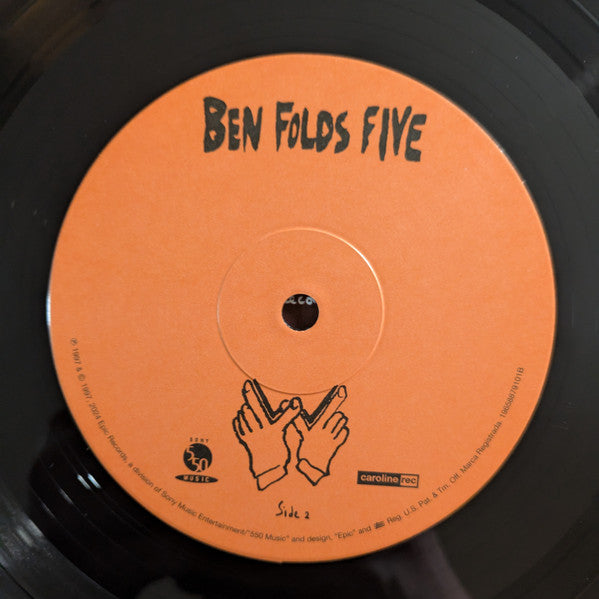 BEN FOLDS FIVE
SONY
550
MUSIC
caroline rec
Side 2
℗ 1997 & © 1997, 2024 Epic Records, a division of Sony Music Entertainment/"550 Music" and design, "Epic" and Reg. U.S. Pat. & Tm. Off. Marca Registrada. 19658879101B